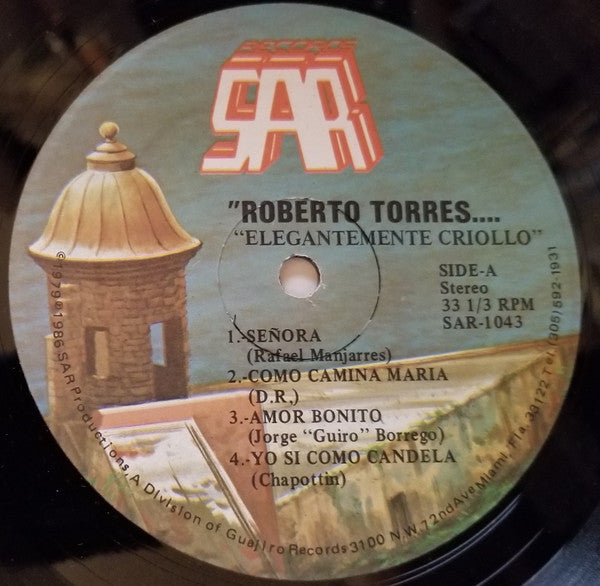 SAR
"ROBERTO TORRES....
"ELEGANTEMENTE CRIOLLO"
SIDE-A
Stereo
33 1/3 RPM
SAR-1043
1.-SEÑORA
(Rafael Manjarres)
2.-COMO CAMINA MARIA
(D.R,)
3.-AMOR BONITO
(Jorge "Guiro" Borrego)
4.-YO SI COMO CANDELA
(Chapottin)
©1979℗1986 SAR Productions, A Division of Guajiro Records 3100 N.W. 72nd Ave, Miami, Fla. 33122 Tel. (305) 592-1931